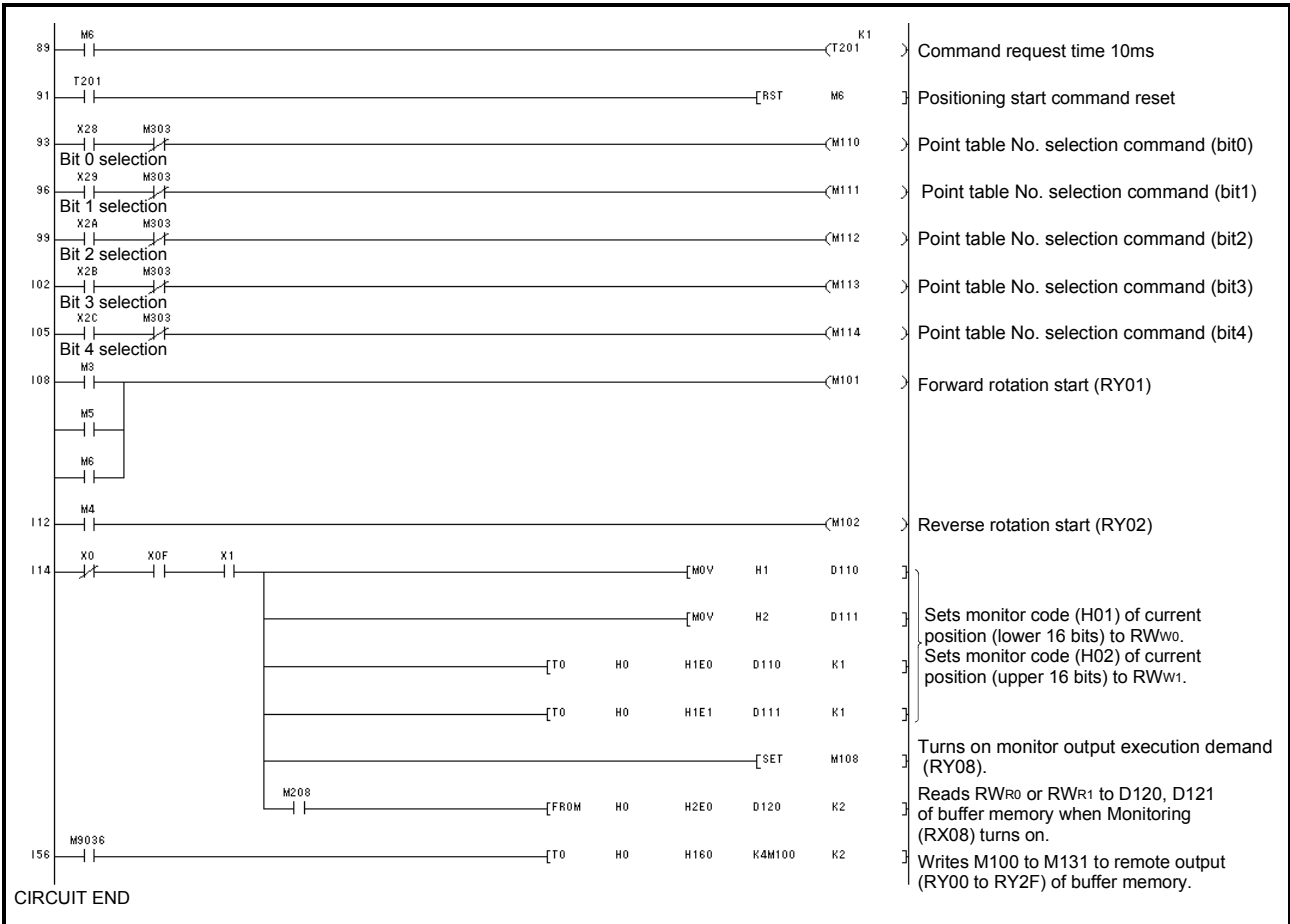 M6 K1
89 (T201 ) Command request time 10ms
T201
91 [RST M6 ] Positioning start command reset
X28 M303
93 (M110 ) Point table No. selection command (bit0)
Bit 0 selection
X29 M303
96 (M111 ) Point table No. selection command (bit1)
Bit 1 selection
X2A M303
99 (M112 ) Point table No. selection command (bit2)
Bit 2 selection
X2B M303
102 (M113 ) Point table No. selection command (bit3)
Bit 3 selection
X2C M303
105 (M114 ) Point table No. selection command (bit4)
Bit 4 selection
M3
108 (M101 ) Forward rotation start (RY01)
M5
M6
M4
112 (M102 ) Reverse rotation start (RY02)
X0 X0F X1
114 [MOV H1 D110 ]
[MOV H2 D111 ]
Sets monitor code (H01) of current
position (lower 16 bits) to RWW0.
Sets monitor code (H02) of current
position (upper 16 bits) to RWW1.
[TO H0 H1E0 D110 K1 ]
[TO H0 H1E1 D111 K1 ]
[SET M108 ]
Turns on monitor output execution demand
(RY08).
M208
[FROM H0 H2E0 D120 K2 ]
Reads RWR0 or RWR1 to D120, D121
of buffer memory when Monitoring
(RX08) turns on.
M9036
156 [TO H0 H160 K4M100 K2 ]
Writes M100 to M131 to remote output
(RY00 to RY2F) of buffer memory.
CIRCUIT END